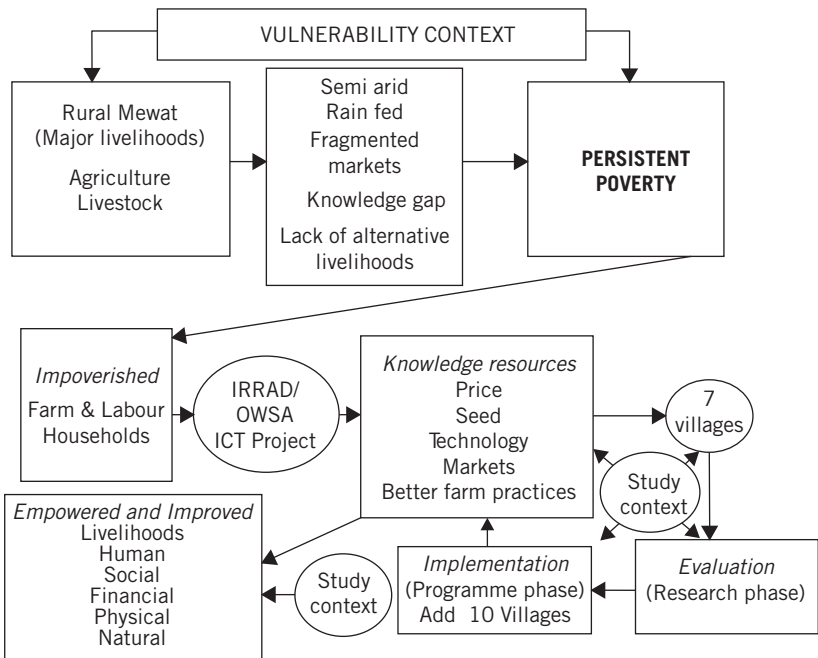 VULNERABILITY CONTEXT
Rural Mewat
(Major livelihoods)
Agriculture
Livestock
Semi arid
Rain fed
Fragmented
markets
Knowledge gap
Lack of alternative
livelihoods
PERSISTENT
POVERTY
Impoverished
Farm & Labour
Households
IRRAD/
OWSA
ICT Project
Knowledge resources
Price
Seed
Technology
Markets
Better farm practices
7
villages
Study
context
Empowered and Improved
Livelihoods
Human
Social
Financial
Physical
Natural
Study
context
Implementation
(Programme phase)
Add 10 Villages
Evaluation
(Research phase)